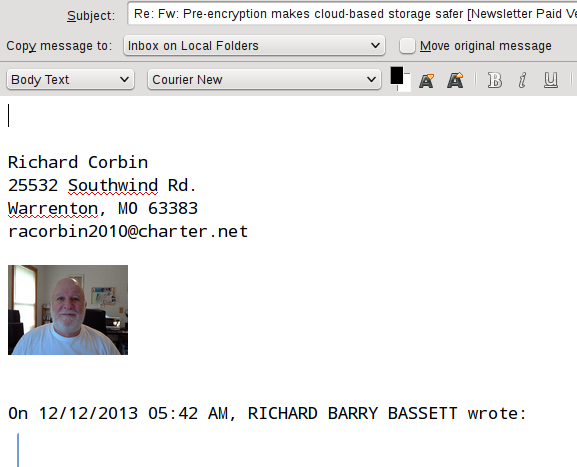 Subject: Re: Fw: Pre-encryption makes cloud-based storage safer [Newsletter Paid
Copy message to: Inbox on Local Folders Move original message
Body Text Courier New A A B i U
Richard Corbin
25532 Southwind Rd.
Warrenton, MO 63383
racorbin2010@charter.net
On 12/12/2013 05:42 AM, RICHARD BARRY BASSETT wrote: